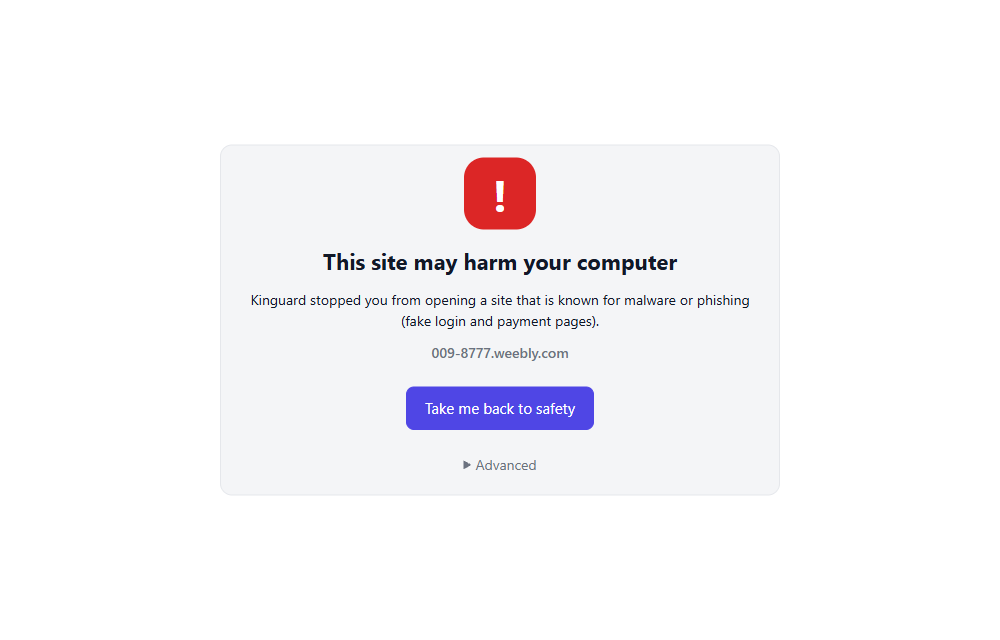 !
This site may harm your computer
Kinguard stopped you from opening a site that is known for malware or phishing
(fake login and payment pages).
009-8777.weebly.com
Take me back to safety
▶ Advanced